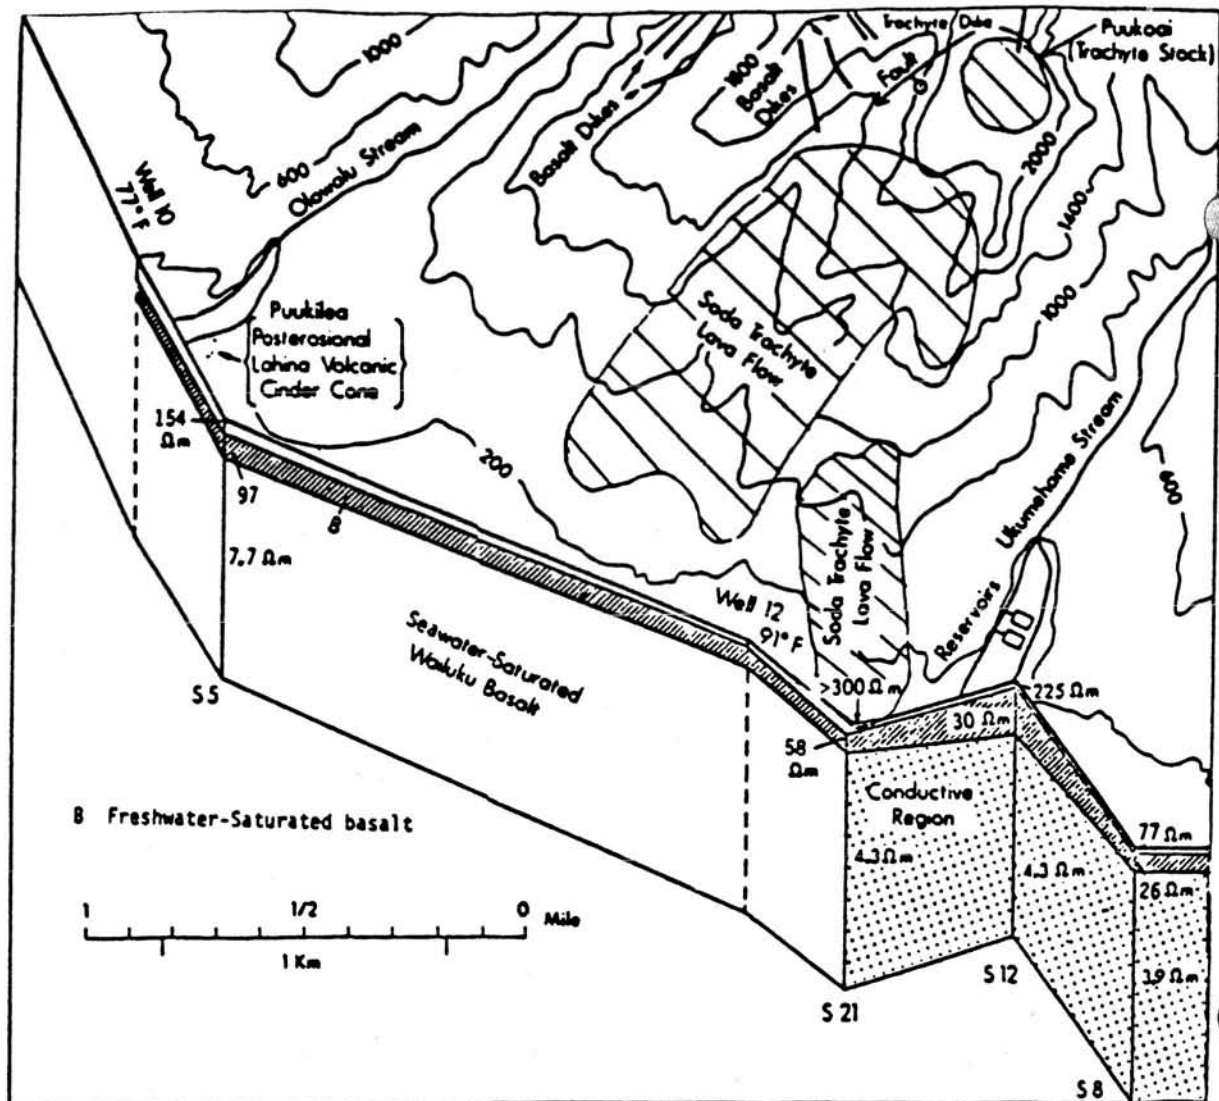 Trachyte Dike
Puukoai
(Trachyte Stock)
1000
1800
Basalt
Dikes
Fault
Basalt Dikes
2000
600
Olowalu Stream
1400
Well 10
77° F
1000
Puukilea
Posterosional
Lahina Volcanic
Cinder Cone
Soda Trachyte
Lava Flow
154
Ωm
200
Ukumehame Stream
600
97
B
7.7 Ωm
Soda Trachyte
Lava Flow
Well 12
91° F
Reservoirs
Seawater-Saturated
Wailuku Basalt
>300 Ωm
225 Ωm
S 5
30 Ωm
58
Ωm
Conductive
Region
B Freshwater-Saturated basalt
77 Ωm
4.3 Ωm
4.3 Ωm
26 Ωm
1 1/2 0 Mile
1 Km
3.9 Ωm
S 12
S 21
S 8